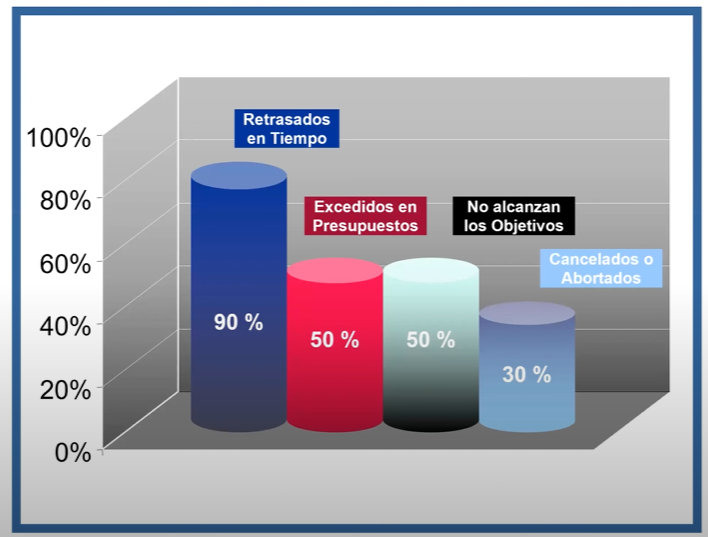 Retrasados
en Tiempo
100%
80%
60%
40%
20%
0%
Excedidos en
Presupuestos
No alcanzan
los Objetivos
Cancelados o
Abortados
90 %
50 %
50 %
30 %